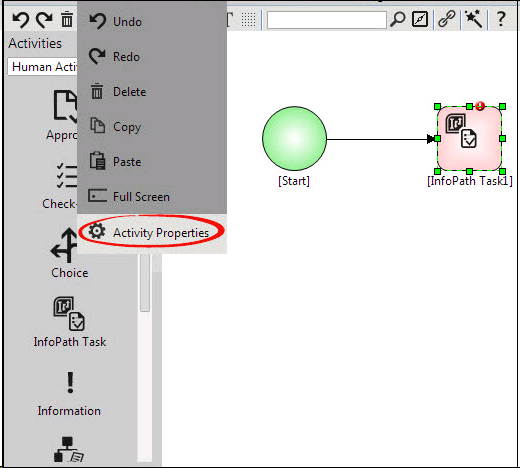 Undo
Redo
Delete
Copy
Paste
Full Screen
Activity Properties
T
?
Activities
Human Acti
Appro
Check-
Choice
InfoPath Task
!
Information
[Start]
[InfoPath Task1]